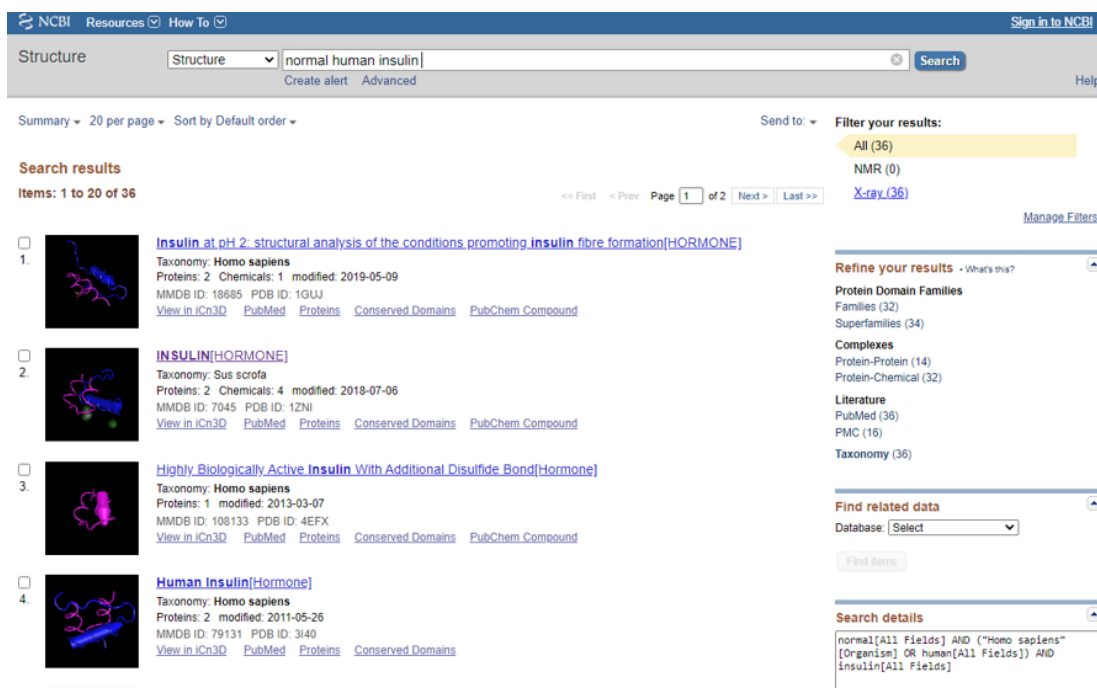 NCBI Resources How To Sign in to NCBI
Structure Structure normal human insulin Search
Create alert Advanced
Help
Summary 20 per page Sort by Default order Send to:
Filter your results:
All (36)
NMR (0)
X-ray (36)
Manage Filters
Search results
Items: 1 to 20 of 36
<< First < Prev Page 1 of 2 Next > Last >>
1.
Insulin at pH 2: structural analysis of the conditions promoting insulin fibre formation[HORMONE]
Taxonomy: Homo sapiens
Proteins: 2 Chemicals: 1 modified: 2019-05-09
MMDB ID: 18685 PDB ID: 1GUJ
View in iCn3D PubMed Proteins Conserved Domains PubChem Compound
2.
INSULIN[HORMONE]
Taxonomy: Sus scrofa
Proteins: 2 Chemicals: 4 modified: 2018-07-06
MMDB ID: 7045 PDB ID: 1ZNI
View in iCn3D PubMed Proteins Conserved Domains PubChem Compound
3.
Highly Biologically Active Insulin With Additional Disulfide Bond[Hormone]
Taxonomy: Homo sapiens
Proteins: 1 modified: 2013-03-07
MMDB ID: 108133 PDB ID: 4EFX
View in iCn3D PubMed Proteins Conserved Domains PubChem Compound
4.
Human Insulin[Hormone]
Taxonomy: Homo sapiens
Proteins: 2 modified: 2011-05-26
MMDB ID: 79131 PDB ID: 3I40
View in iCn3D PubMed Proteins Conserved Domains
Refine your results - What's this?
Protein Domain Families
Families (32)
Superfamilies (34)
Complexes
Protein-Protein (14)
Protein-Chemical (32)
Literature
PubMed (36)
PMC (16)
Taxonomy (36)
Find related data
Database: Select
Find items
Search details
normal[All Fields] AND ("Homo sapiens"
[Organism] OR human[All Fields]) AND
insulin[All Fields]